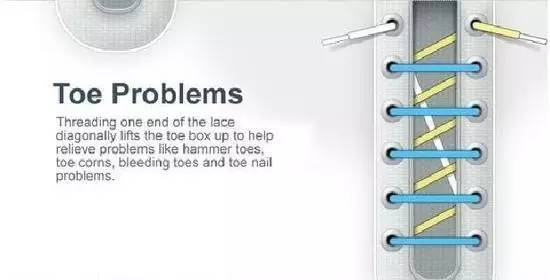 Toe Problems
Threading one end of the lace
diagonally lifts the toe box up to help
relieve problems like hammer toes,
toe corns, bleeding toes and toe nail
problems.